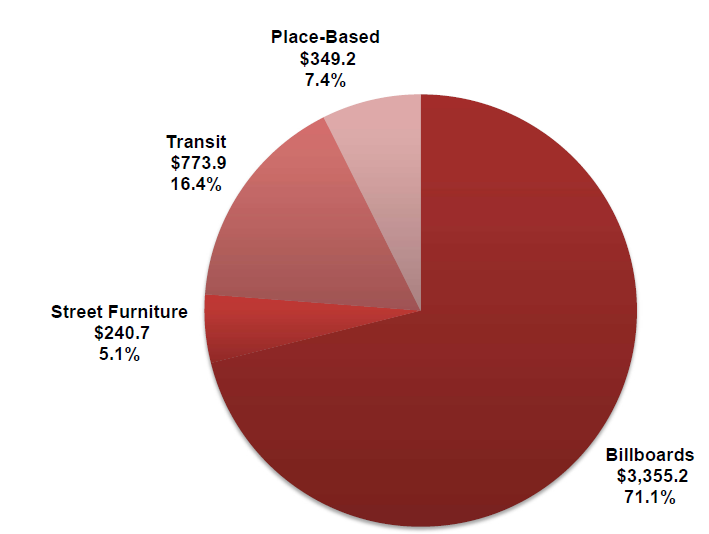 Place-Based
$349.2
7.4%
Transit
$773.9
16.4%
Street Furniture
$240.7
5.1%
Billboards
$3,355.2
71.1%